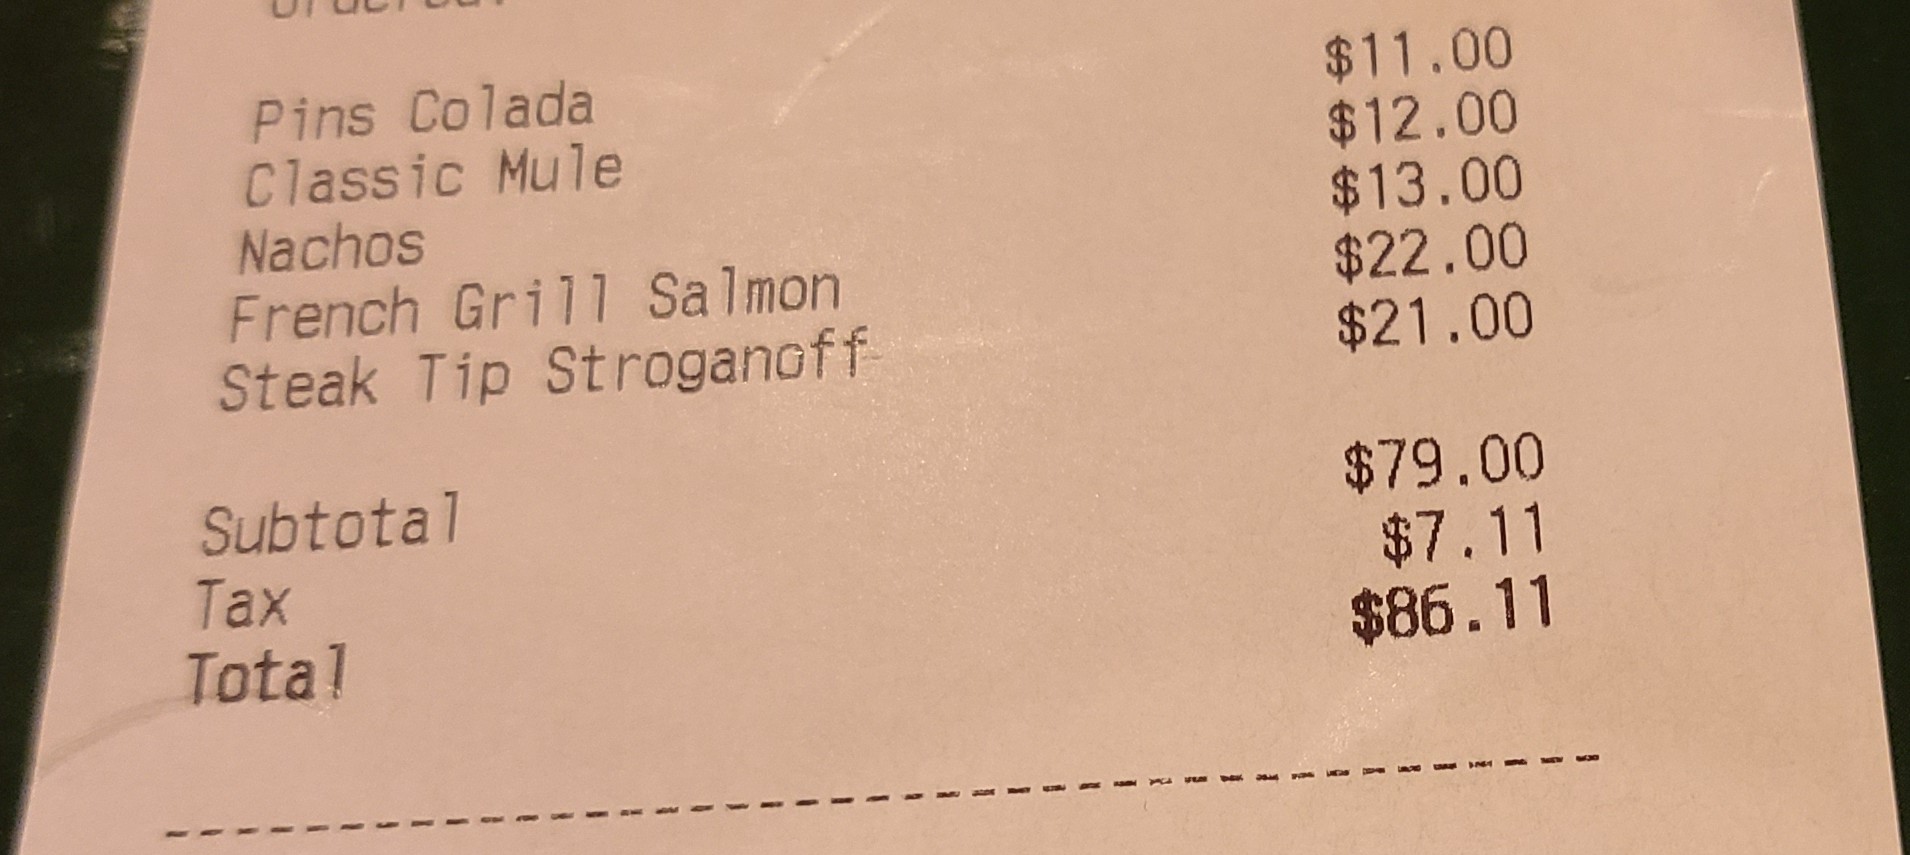 Pins Colada $11.00
Classic Mule $12.00
Nachos $13.00
French Grill Salmon $22.00
Steak Tip Stroganoff $21.00
Subtotal $79.00
Tax $7.11
Total $86.11